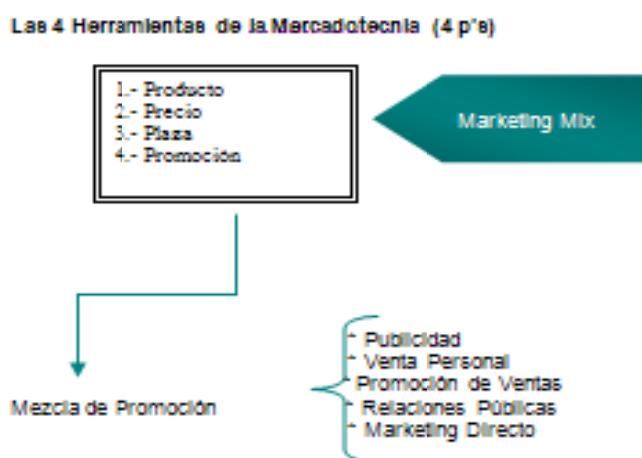 Las 4 Herramientas de la Mercadotecnia (4 p's)
1.- Producto
2.- Precio
3.- Plaza
4.- Promoción
Marketing Mix
Mezcla de Promoción
* Publicidad
* Venta Personal
* Promoción de Ventas
* Relaciones Públicas
* Marketing Directo